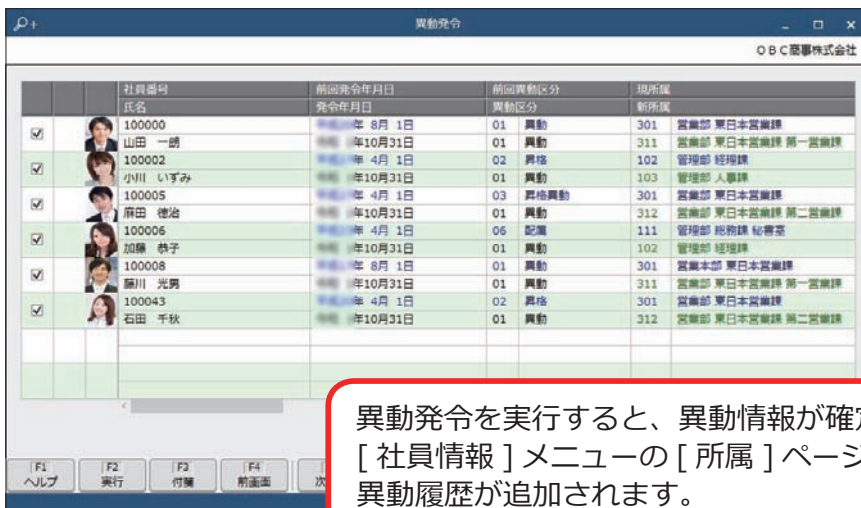 異動発令
OBC商事株式会社
社員番号 前回発令年月日 前回異動区分 現所属
氏名 発令年月日 異動区分 新所属
100000 年 8月 1日 01 異動 301 営業部 東日本営業課
山田 一朗 年10月31日 01 異動 311 営業部 東日本営業課 第一営業課
100002 年 4月 1日 02 昇格 102 管理部 経理課
小川 いずみ 年10月31日 01 異動 103 管理部 人事課
100005 年 4月 1日 03 昇格異動 301 営業部 東日本営業課
麻田 徳治 年10月31日 01 異動 312 営業部 東日本営業課 第二営業課
100006 年 4月 1日 06 配属 111 管理部 総務課 秘書室
加藤 恭子 年10月31日 01 異動 102 管理部 経理課
100008 年 8月 1日 01 異動 301 営業本部 東日本営業課
藤川 光男 年10月31日 01 異動 311 営業部 東日本営業課 第一営業課
100043 年 4月 1日 02 昇格 301 営業部 東日本営業課
石田 千秋 年10月31日 01 異動 312 営業部 東日本営業課 第二営業課
異動発令を実行すると、異動情報が確定
[ 社員情報 ] メニューの [ 所属 ] ページ
異動履歴が追加されます。
F1 F2 F3 F4
ヘルプ 実行 付箋 前画面 次